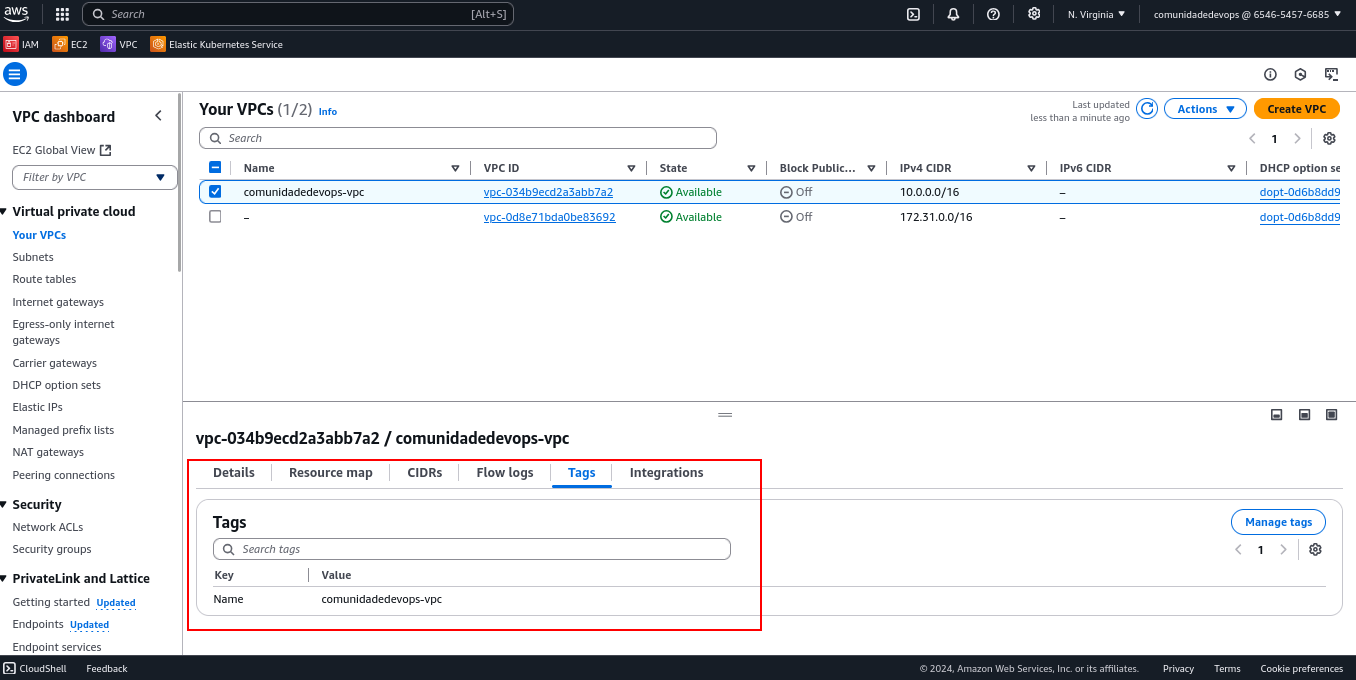 aws Search [Alt+S] N. Virginia comunidadedevops @ 6546-5457-6685
IAM EC2 VPC Elastic Kubernetes Service
VPC dashboard
EC2 Global View
Filter by VPC
Virtual private cloud
Your VPCs
Subnets
Route tables
Internet gateways
Egress-only internet
gateways
Carrier gateways
DHCP option sets
Elastic IPs
Managed prefix lists
NAT gateways
Peering connections
Security
Network ACLs
Security groups
PrivateLink and Lattice
Getting started Updated
Endpoints Updated
Endpoint services
Your VPCs (1/2) Info
Last updated
less than a minute ago
Actions
Create VPC
Search
1
Name VPC ID State Block Public... IPv4 CIDR IPv6 CIDR DHCP option se
comunidadedevops-vpc vpc-034b9ecd2a3abb7a2 Available Off 10.0.0.0/16 – dopt-0d6b8dd9
– vpc-0d8e71bda0be83692 Available Off 172.31.0.0/16 – dopt-0d6b8dd9
vpc-034b9ecd2a3abb7a2 / comunidadedevops-vpc
Details Resource map CIDRs Flow logs Tags Integrations
Tags
Manage tags
Search tags
1
Key Value
Name comunidadedevops-vpc
CloudShell Feedback © 2024, Amazon Web Services, Inc. or its affiliates. Privacy Terms Cookie preferences